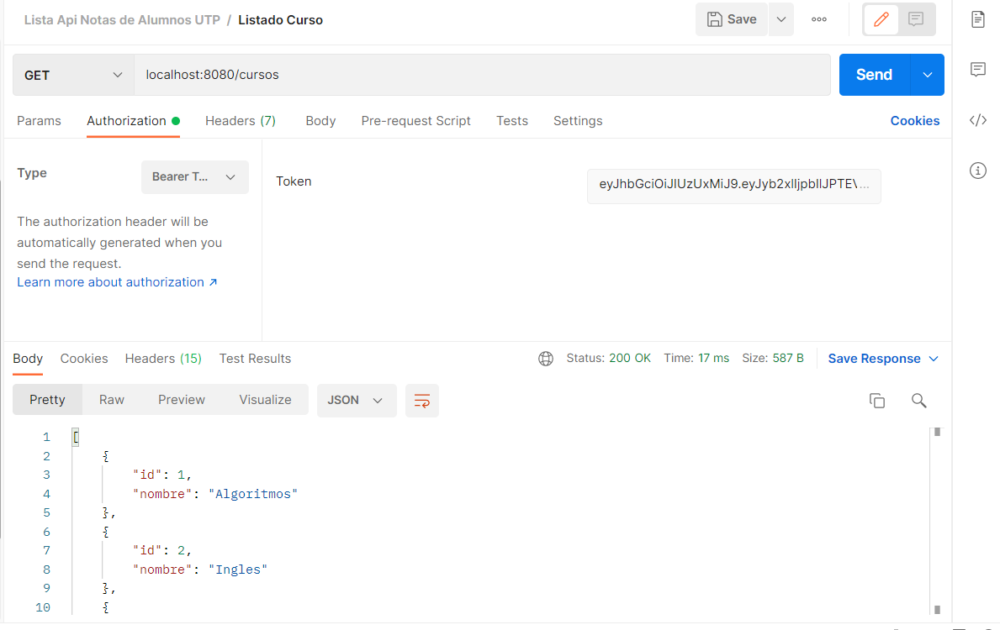 Lista Api Notas de Alumnos UTP / Listado Curso
Save
GET
localhost:8080/cursos
Send
Params
Authorization
Headers (7)
Body
Pre-request Script
Tests
Settings
Cookies
Type
Bearer T...
The authorization header will be
automatically generated when you
send the request.
Learn more about authorization ↗
Token
eyJhbGciOiJIUzUxMiJ9.eyJyb2xlIjpbIlJPTE\...
Body
Cookies
Headers (15)
Test Results
Status: 200 OK
Time: 17 ms
Size: 587 B
Save Response
Pretty
Raw
Preview
Visualize
JSON
1 [
2 {
3 "id": 1,
4 "nombre": "Algoritmos"
5 },
6 {
7 "id": 2,
8 "nombre": "Ingles"
9 },
10 {